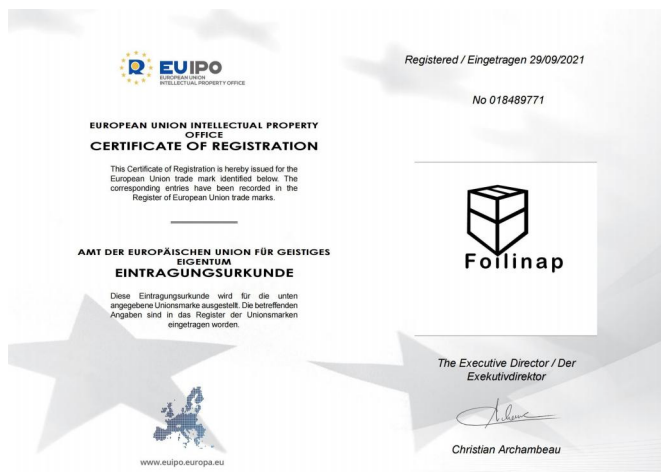 EUIPO
EUROPEAN UNION
INTELLECTUAL PROPERTY OFFICE
EUROPEAN UNION INTELLECTUAL PROPERTY
OFFICE
CERTIFICATE OF REGISTRATION
This Certificate of Registration is hereby issued for the
European Union trade mark identified below. The
corresponding entries have been recorded in the
Register of European Union trade marks.
AMT DER EUROPÄISCHEN UNION FÜR GEISTIGES
EIGENTUM
EINTRAGUNGSURKUNDE
Diese Eintragungsurkunde wird für die unten
angegebene Unionsmarke ausgestellt. Die betreffenden
Angaben sind in das Register der Unionsmarken
eingetragen worden.
www.euipo.europa.eu
Registered / Eingetragen 29/09/2021
No 018489771
Foilinap
The Executive Director / Der
Exekutivdirektor
Christian Archambeau